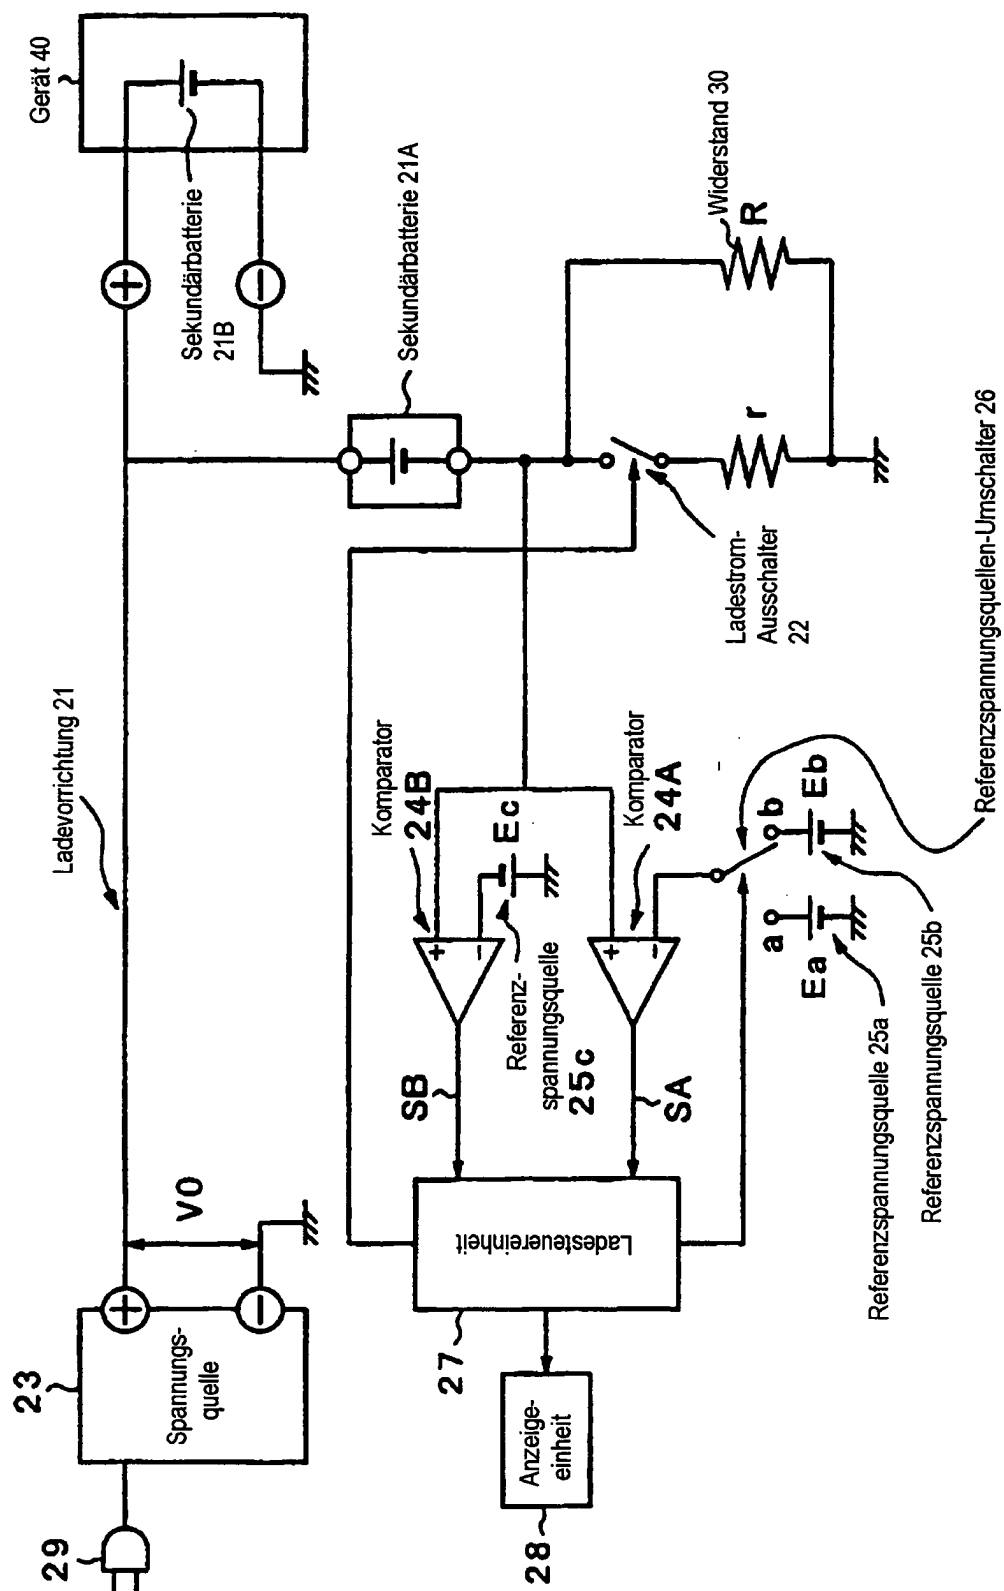 29
23
Spannungs-
quelle
+
−
V0
Ladevorrichtung 21
Gerät 40
+
−
Sekundärbatterie
21B
Sekundärbatterie 21A
Widerstand 30
R
r
Ladestrom-
Ausschalter
22
Komparator
24B
+
−
Ec
Referenz-
spannungsquelle
25c
SB
Komparator
24A
+
−
SA
Ladesteuereinheit
27
Anzeige-
einheit
28
a
Ea
b
Eb
Referenzspannungsquelle 25a
Referenzspannungsquelle 25b
Referenzspannungsquellen-Umschalter 26